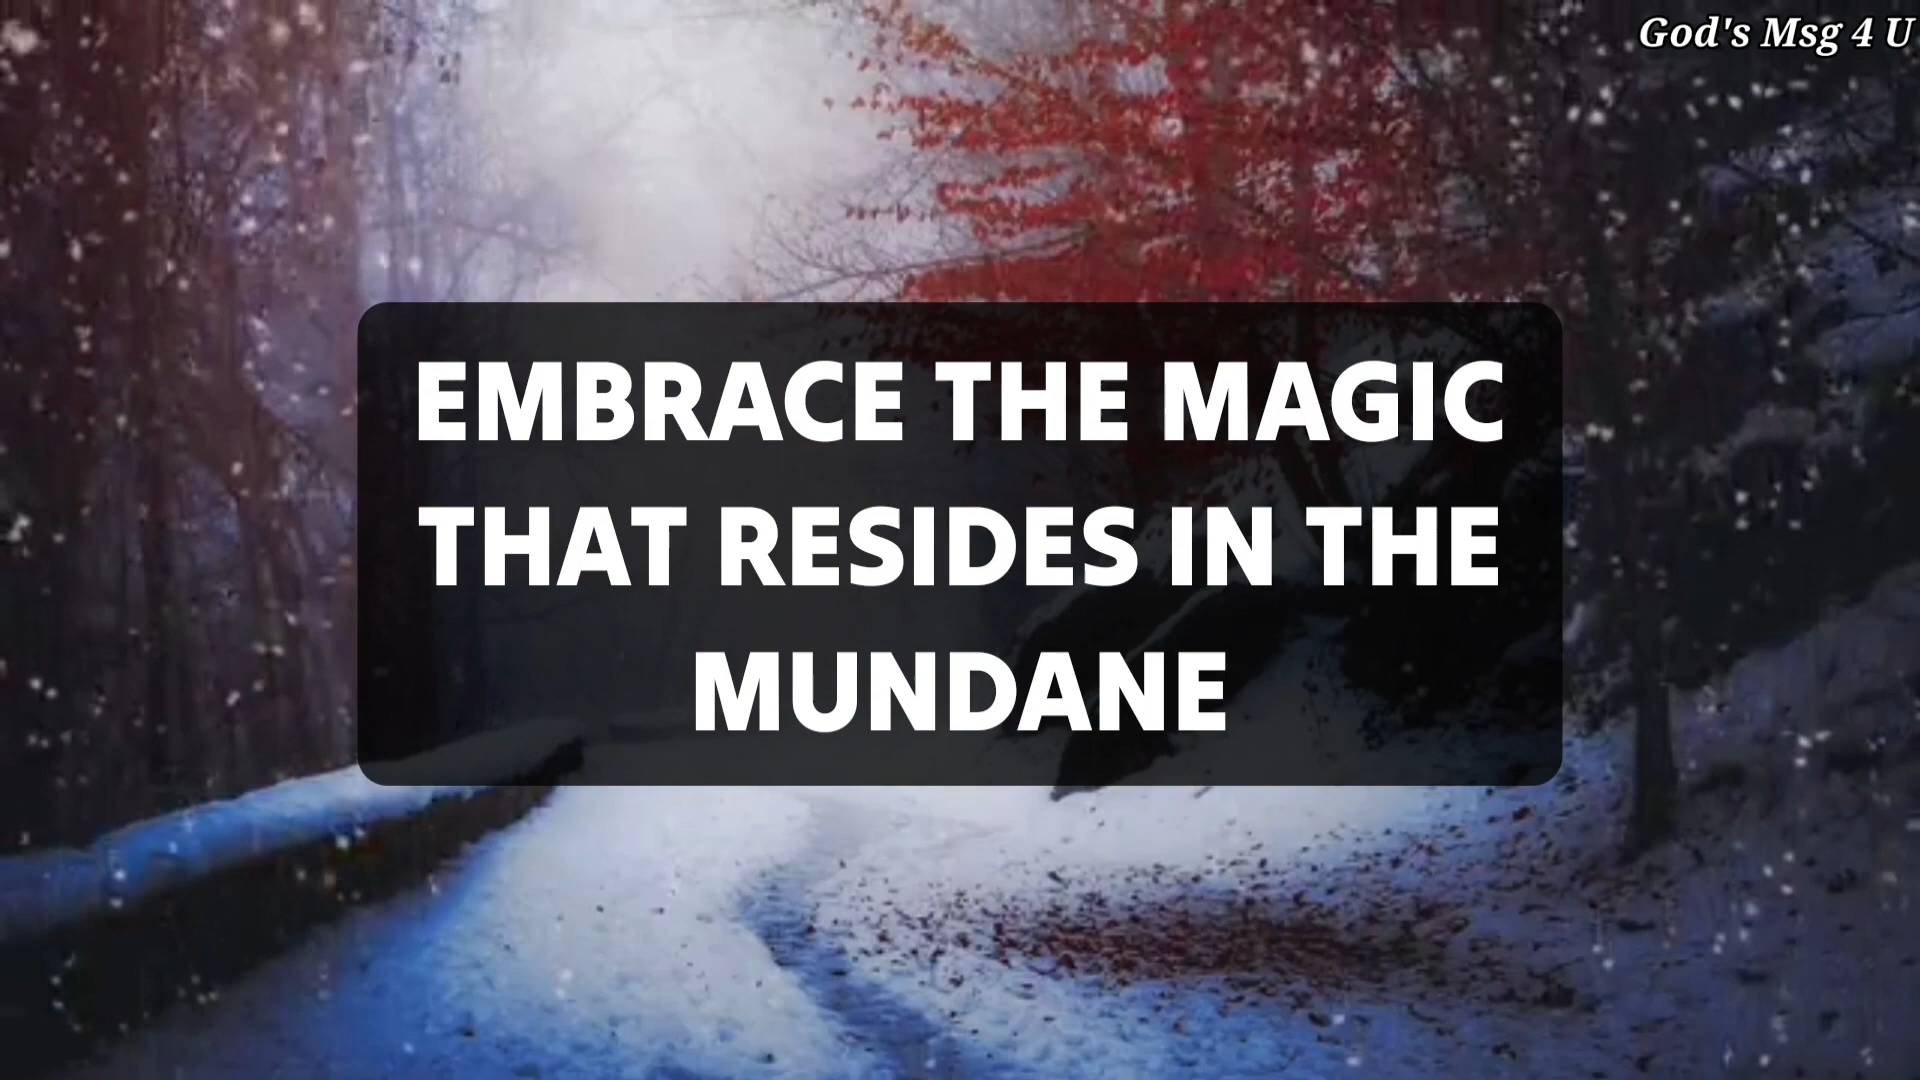 God's Msg 4 U
EMBRACE THE MAGIC
THAT RESIDES IN THE
MUNDANE